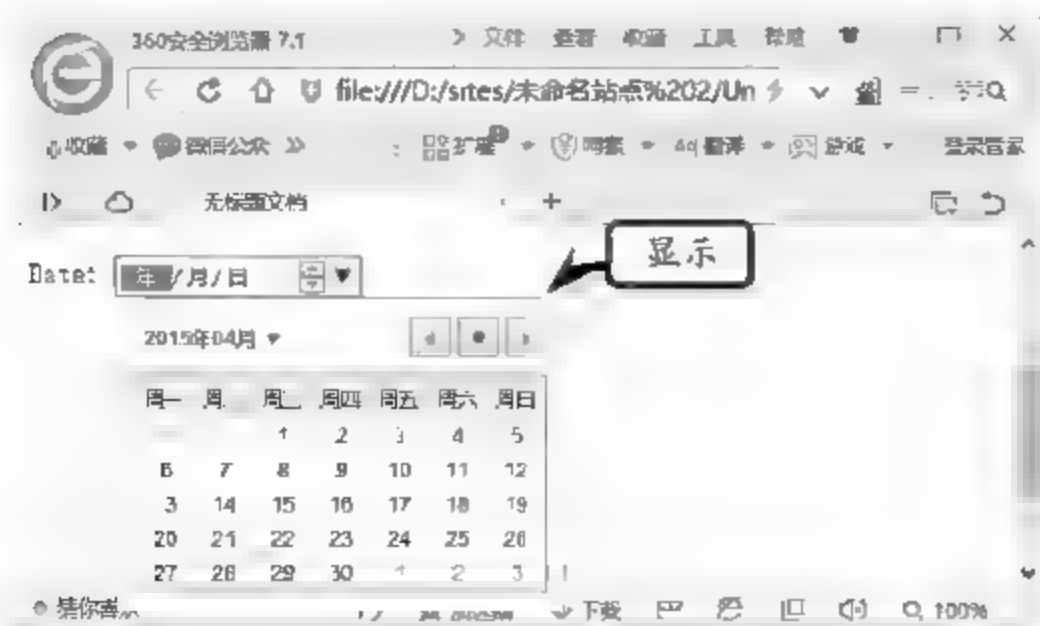 360安全浏览器 7.1 文件 查看 收藏 工具 帮助
file:///D:/sites/未命名站点%202/Un
收藏 微信公众 扩展 网银 翻译 游戏 登录管家
无标题文档
显示
Date: 年/月/日
2015年04月
周一 周 周三 周四 周五 周六 周日
1 2 3 4 5
6 7 8 9 10 11 12
3 14 15 16 17 18 19
20 21 22 23 24 25 26
27 28 29 30 1 2 3
猜你喜 下载 100%